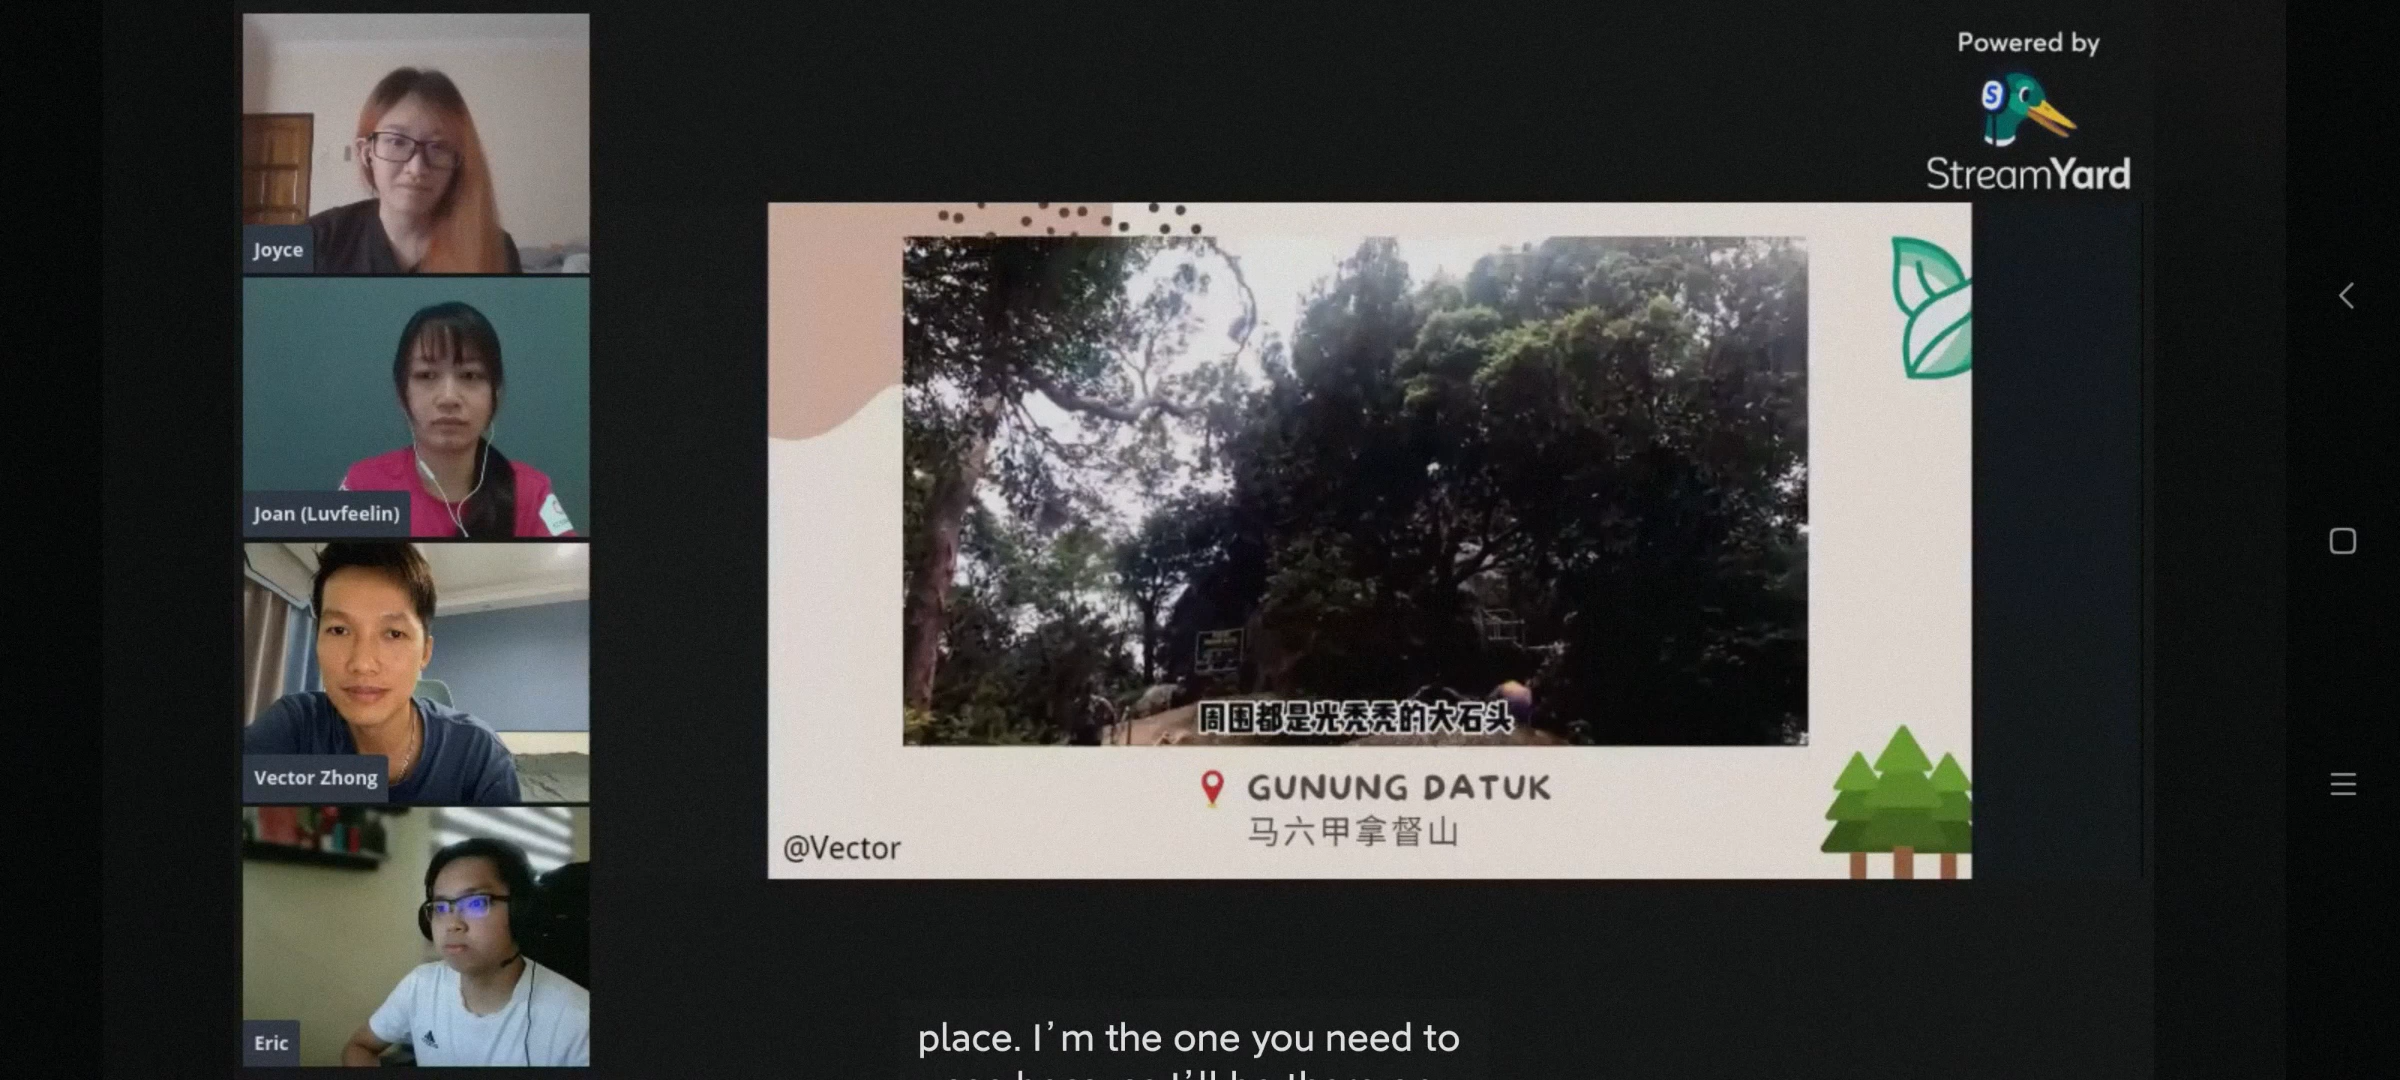 Powered by
S
StreamYard
Joyce
Joan (Luvfeelin)
Vector Zhong
Eric
周围都是光秃秃的大石头
GUNUNG DATUK
马六甲拿督山
@Vector
place. I'm the one you need to